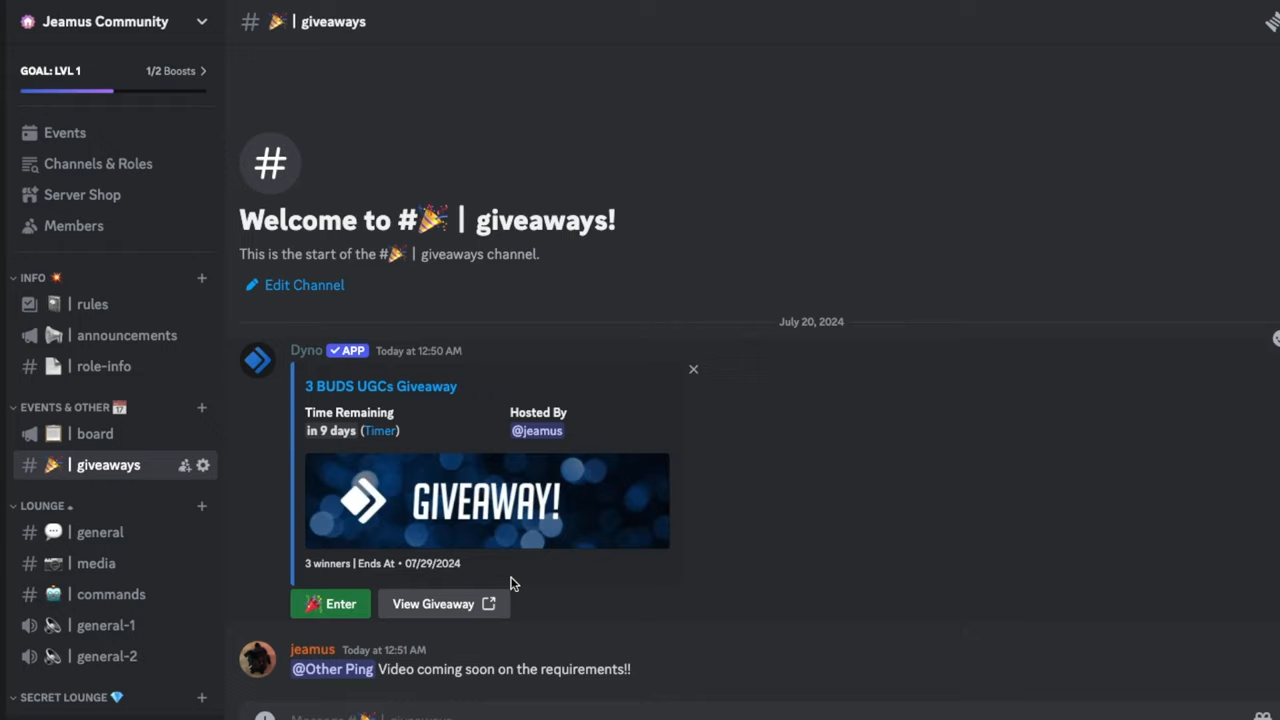 Jeamus Community
# 🎉 | giveaways
GOAL: LVL 1 1/2 Boosts >
Events
Channels & Roles
Server Shop
Members
INFO 💥 +
📓 | rules
📢 | announcements
# 📄 | role-info
EVENTS & OTHER 📅 +
📋 | board
# 🎉 | giveaways
LOUNGE +
# 💬 | general
# 📷 | media
# 🤖 | commands
🔊 | general-1
🔊 | general-2
SECRET LOUNGE 💎 +
#
Welcome to #🎉 | giveaways!
This is the start of the #🎉 | giveaways channel.
Edit Channel
July 20, 2024
Dyno ✓ APP Today at 12:50 AM
3 BUDS UGCs Giveaway
Time Remaining Hosted By
in 9 days (Timer) @jeamus
GIVEAWAY!
3 winners | Ends At • 07/29/2024
🎉 Enter View Giveaway
jeamus Today at 12:51 AM
@Other Ping Video coming soon on the requirements!!
Message #🎉 | giveaways